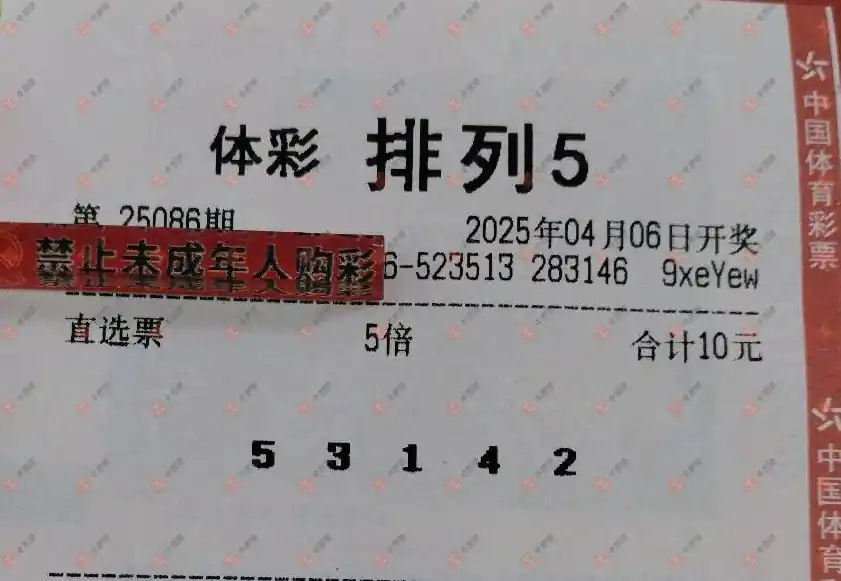 体彩 排列5
第 25086期
2025年04月06日开奖
禁止未成年人购彩
6-523513 283146 9xeYew
直选票 5倍 合计10元
5 3 1 4 2
中国体育彩票
中国体育